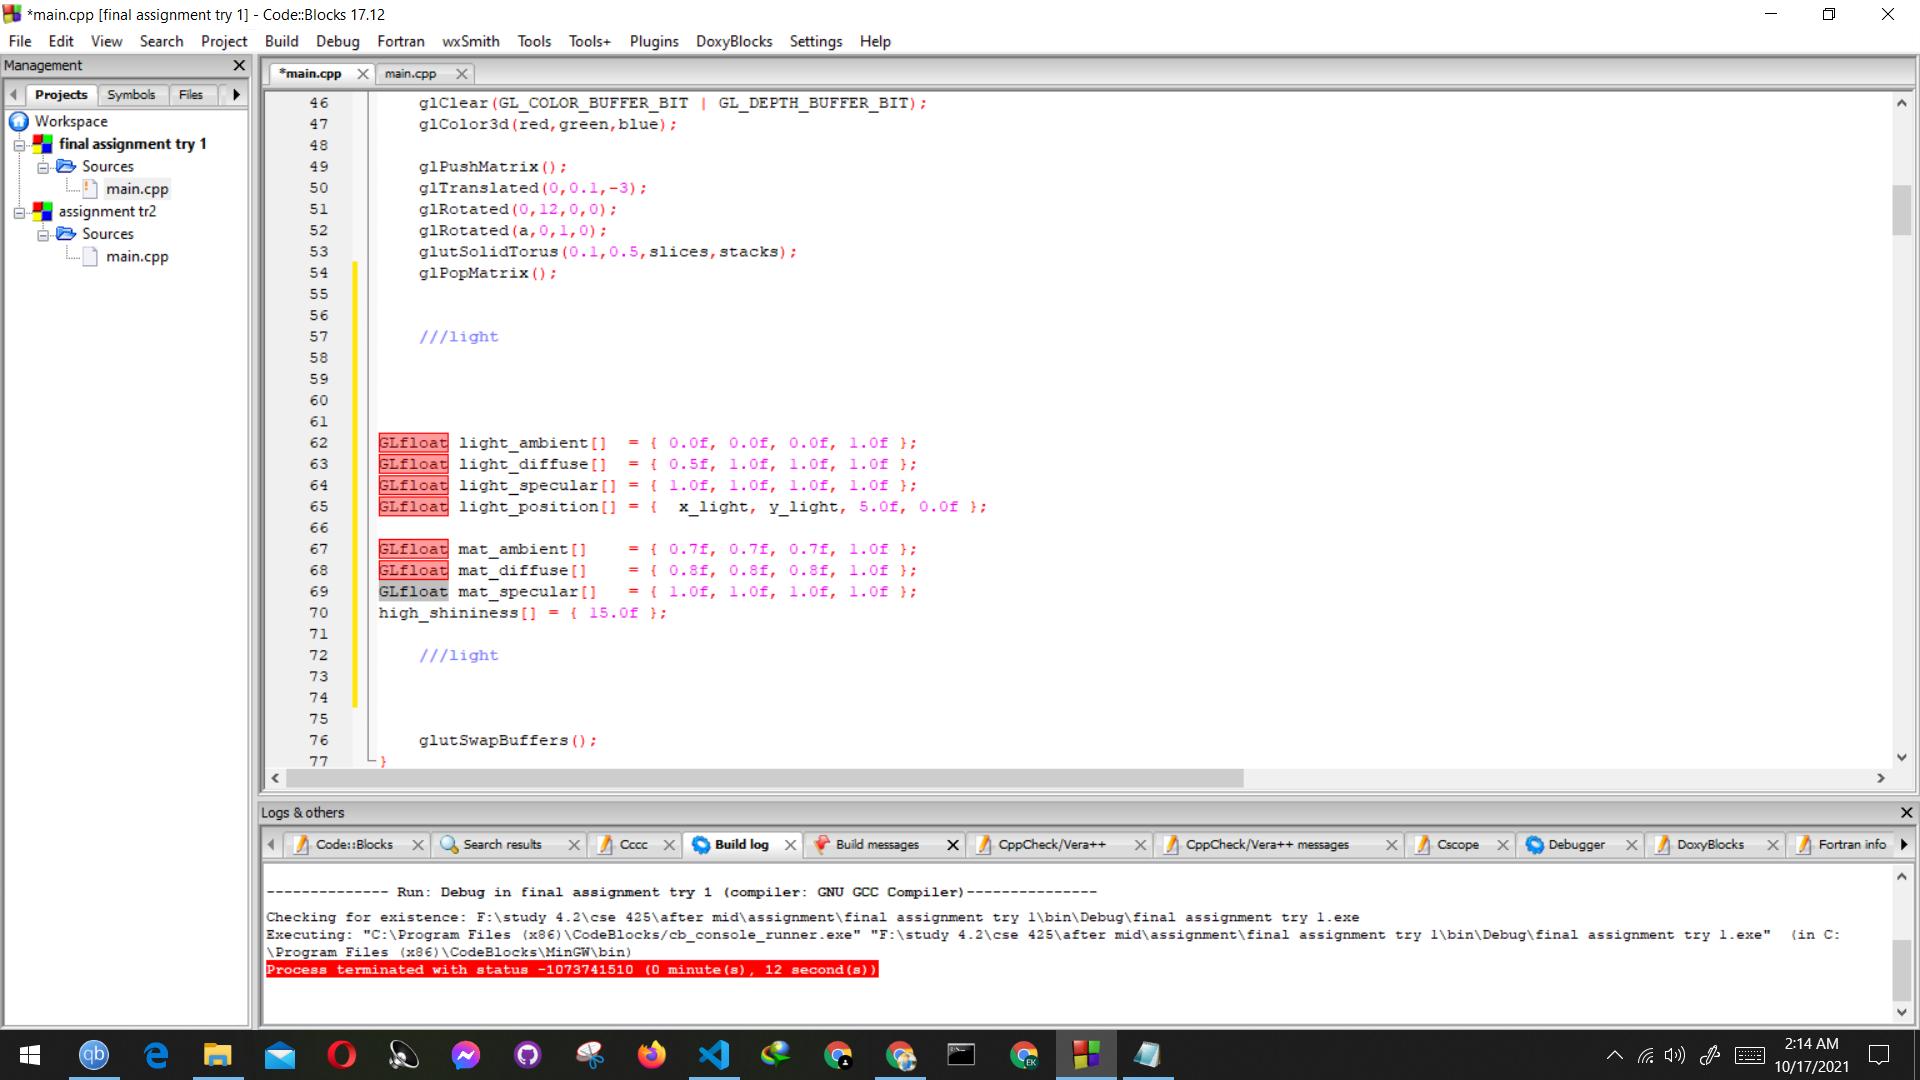 *main.cpp [final assignment try 1] - Code::Blocks 17.12
File Edit View Search Project Build Debug Fortran wxSmith Tools Tools+ Plugins DoxyBlocks Settings Help
Management
Projects Symbols Files
Workspace
final assignment try 1
Sources
main.cpp
assignment tr2
Sources
main.cpp
*main.cpp main.cpp
46 glClear(GL_COLOR_BUFFER_BIT | GL_DEPTH_BUFFER_BIT);
47 glColor3d(red,green,blue);
48
49 glPushMatrix();
50 glTranslated(0,0.1,-3);
51 glRotated(0,12,0,0);
52 glRotated(a,0,1,0);
53 glutSolidTorus(0.1,0.5,slices,stacks);
54 glPopMatrix();
55
56
57 ///light
58
59
60
61
62 GLfloat light_ambient[] = { 0.0f, 0.0f, 0.0f, 1.0f };
63 GLfloat light_diffuse[] = { 0.5f, 1.0f, 1.0f, 1.0f };
64 GLfloat light_specular[] = { 1.0f, 1.0f, 1.0f, 1.0f };
65 GLfloat light_position[] = { x_light, y_light, 5.0f, 0.0f };
66
67 GLfloat mat_ambient[] = { 0.7f, 0.7f, 0.7f, 1.0f };
68 GLfloat mat_diffuse[] = { 0.8f, 0.8f, 0.8f, 1.0f };
69 GLfloat mat_specular[] = { 1.0f, 1.0f, 1.0f, 1.0f };
70 high_shininess[] = { 15.0f };
71
72 ///light
73
74
75
76 glutSwapBuffers();
77 }
Logs & others
Code::Blocks Search results Cccc Build log Build messages CppCheck/Vera++ CppCheck/Vera++ messages Cscope Debugger DoxyBlocks Fortran info
-------------- Run: Debug in final assignment try 1 (compiler: GNU GCC Compiler)---------------
Checking for existence: F:\study 4.2\cse 425\after mid\assignment\final assignment try 1\bin\Debug\final assignment try 1.exe
Executing: "C:\Program Files (x86)\CodeBlocks/cb_console_runner.exe" "F:\study 4.2\cse 425\after mid\assignment\final assignment try 1\bin\Debug\final assignment try 1.exe" (in C:
\Program Files (x86)\CodeBlocks\MinGW\bin)
Process terminated with status -1073741510 (0 minute(s), 12 second(s))
qb
EK
2:14 AM
10/17/2021